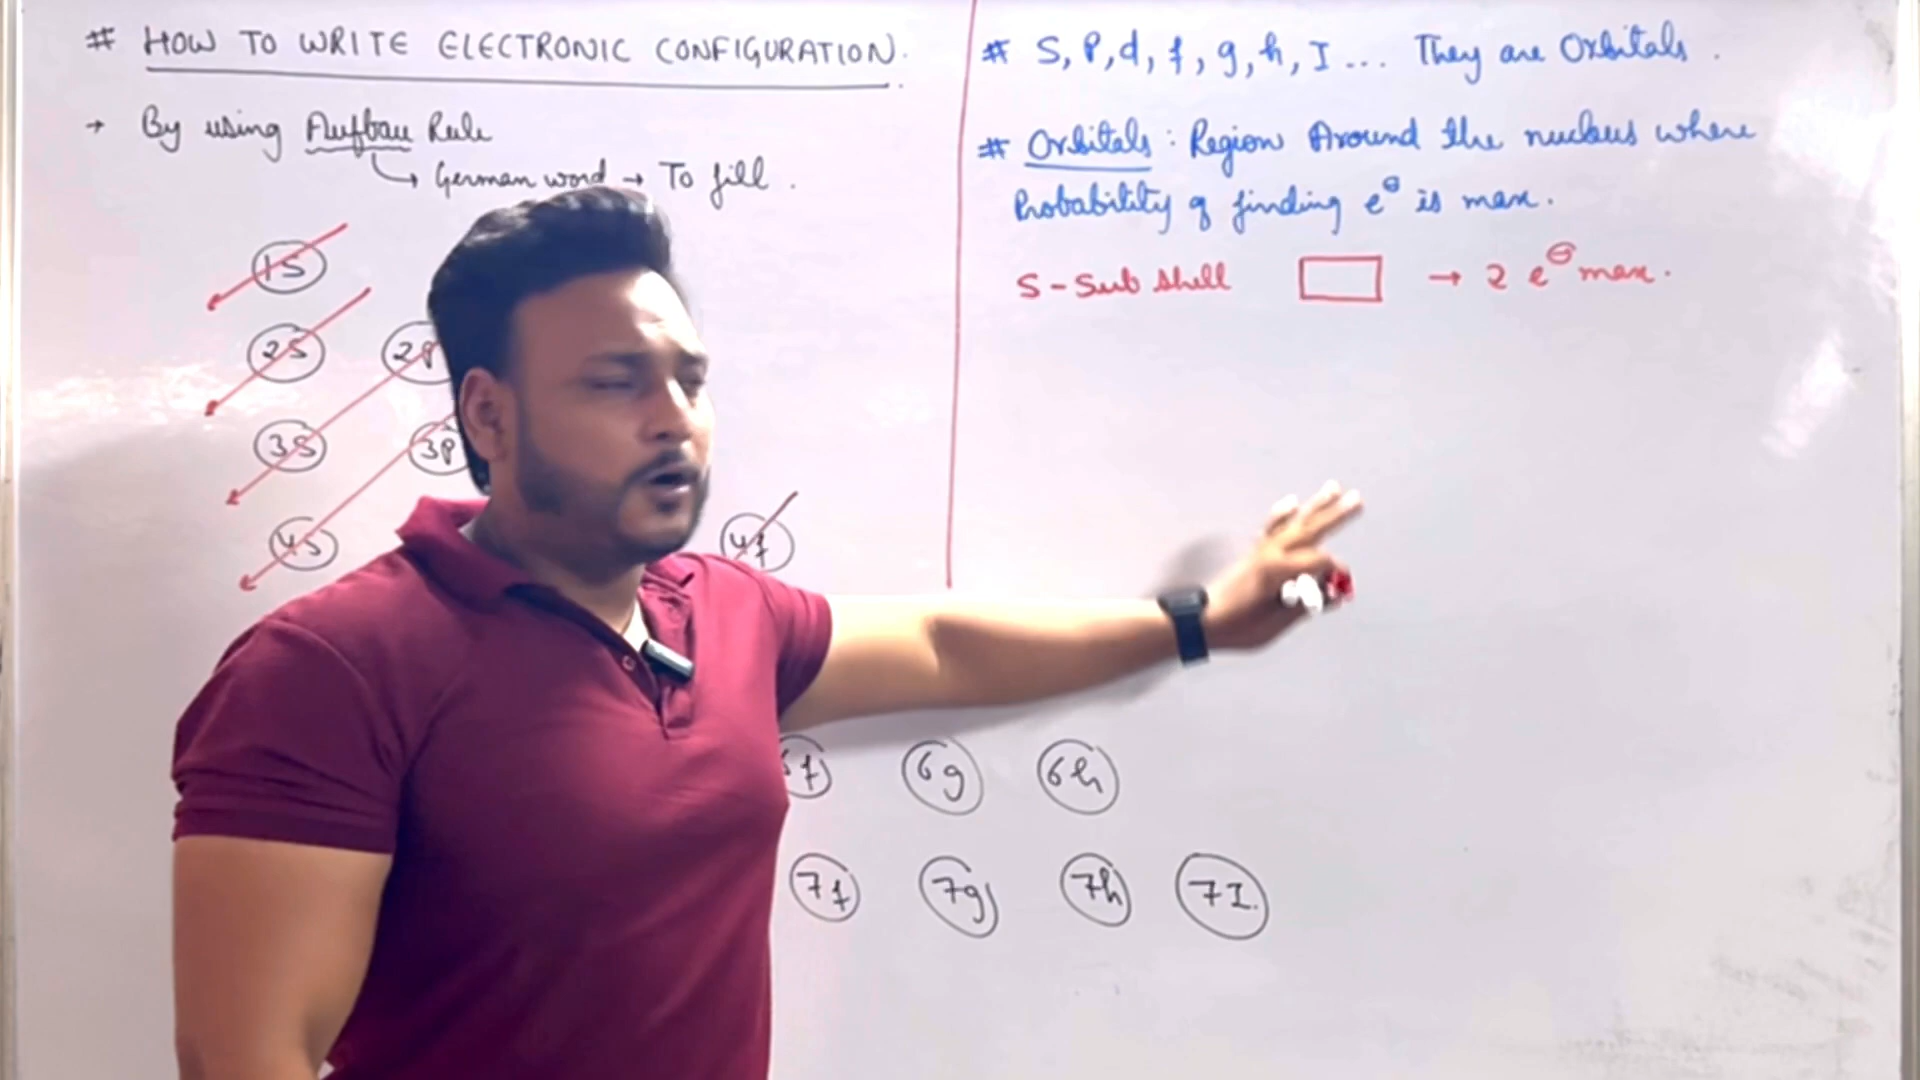 # HOW TO WRITE ELECTRONIC CONFIGURATION.
→ By using Aufbau Rule
→ German word → To fill.
1S
2S 2P
3S 3P
4S 4f
6f 6g 6h
7f 7g 7h 7I.
# S, P, d, f, g, h, I ... They are Orbitals.
# Orbitals : Region Around the nucleus where
Probability of finding e⊖ is max.
S - Sub shell → 2 e⊖ max.